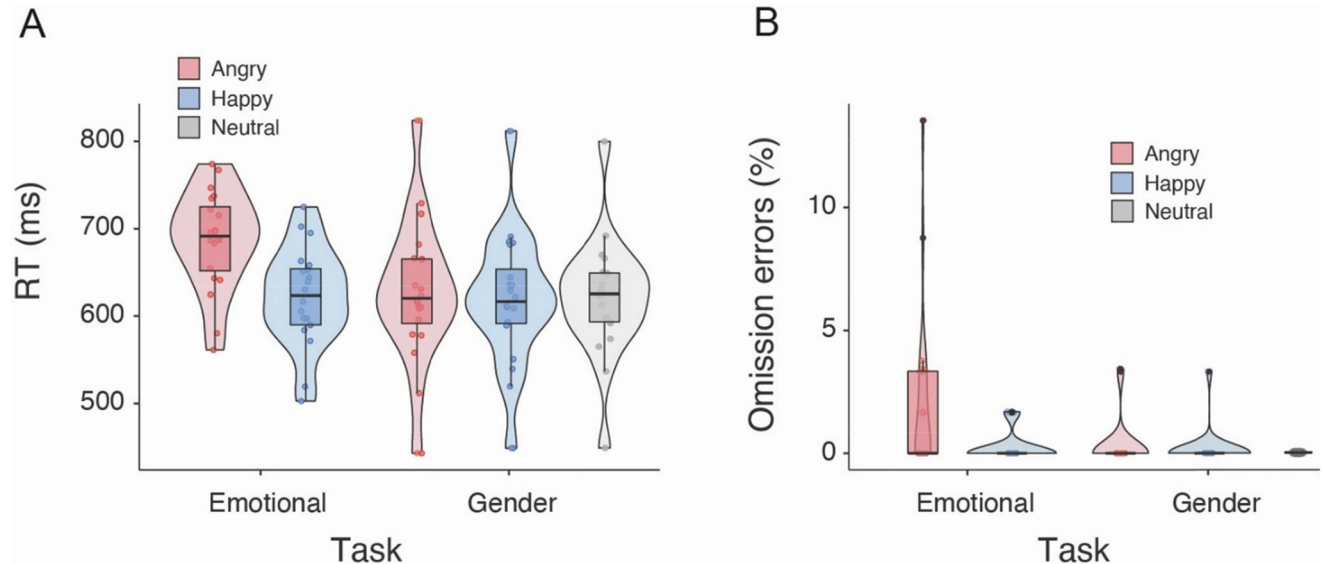 A
Angry
Happy
Neutral
RT (ms)
800
700
600
500
Emotional Gender
Task
B
Angry
Happy
Neutral
Omission errors (%)
10
5
0
Emotional Gender
Task